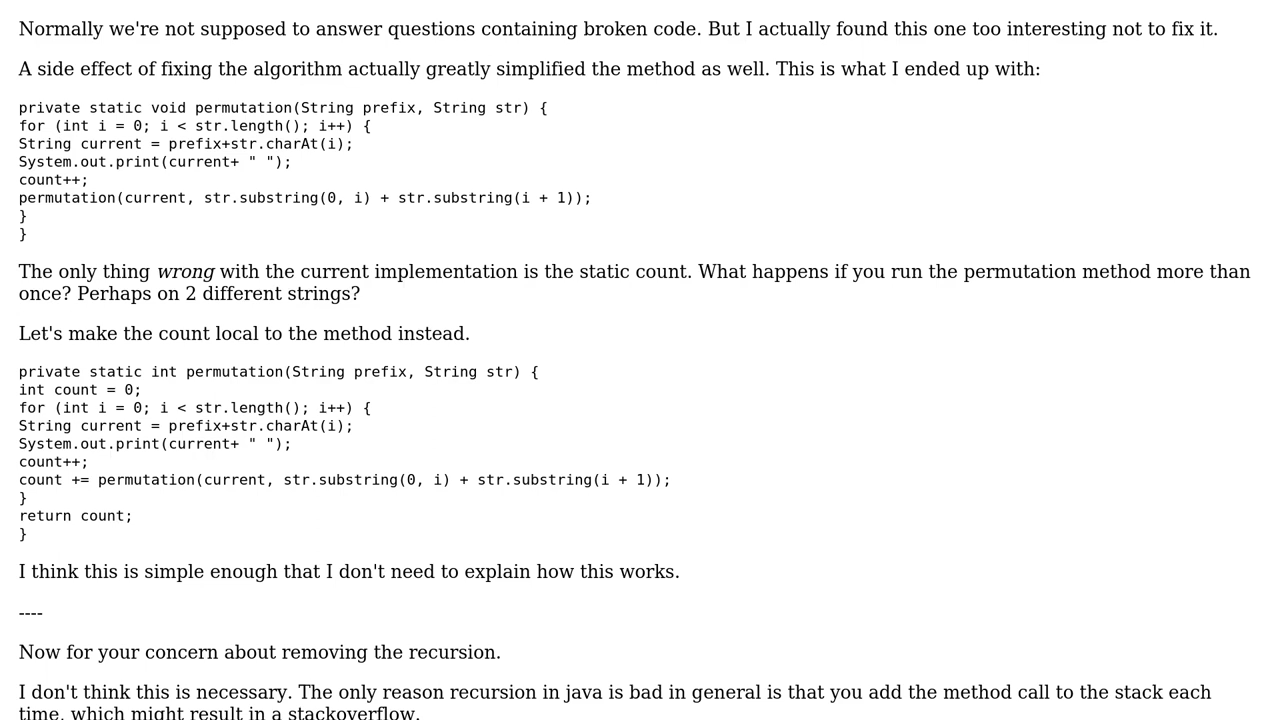 Normally we're not supposed to answer questions containing broken code. But I actually found this one too interesting not to fix it.
A side effect of fixing the algorithm actually greatly simplified the method as well. This is what I ended up with:
private static void permutation(String prefix, String str) {
for (int i = 0; i < str.length(); i++) {
String current = prefix+str.charAt(i);
System.out.print(current+ " ");
count++;
permutation(current, str.substring(0, i) + str.substring(i + 1));
}
}
The only thing wrong with the current implementation is the static count. What happens if you run the permutation method more than
once? Perhaps on 2 different strings?
Let's make the count local to the method instead.
private static int permutation(String prefix, String str) {
int count = 0;
for (int i = 0; i < str.length(); i++) {
String current = prefix+str.charAt(i);
System.out.print(current+ " ");
count++;
count += permutation(current, str.substring(0, i) + str.substring(i + 1));
}
return count;
}
I think this is simple enough that I don't need to explain how this works.
----
Now for your concern about removing the recursion.
I don't think this is necessary. The only reason recursion in java is bad in general is that you add the method call to the stack each
time, which might result in a stackoverflow.